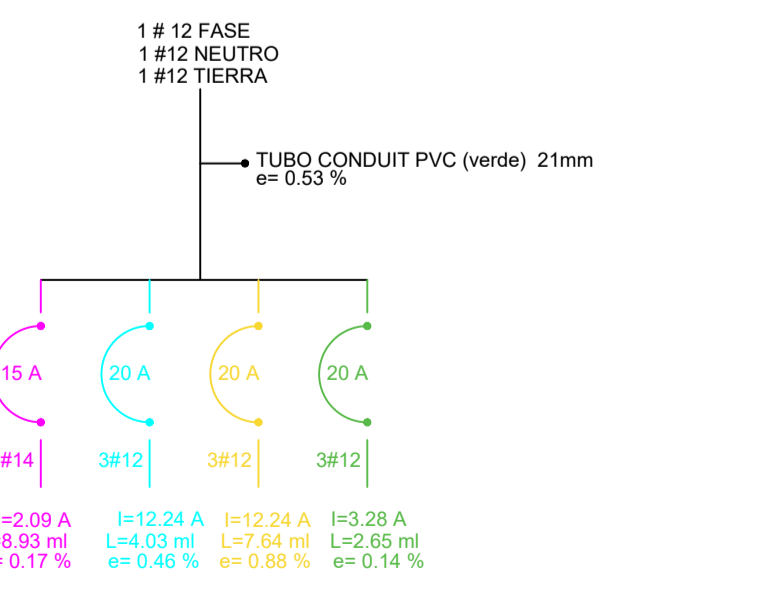 1 # 12 FASE
1 #12 NEUTRO
1 #12 TIERRA
TUBO CONDUIT PVC (verde)  21mm
e= 0.53 %
15 A
20 A
20 A
20 A
#14
3#12
3#12
3#12
=2.09 A
=8.93 ml
= 0.17 %
I=12.24 A
L=4.03 ml
e= 0.46 %
I=12.24 A
L=7.64 ml
e= 0.88 %
I=3.28 A
L=2.65 ml
e= 0.14 %